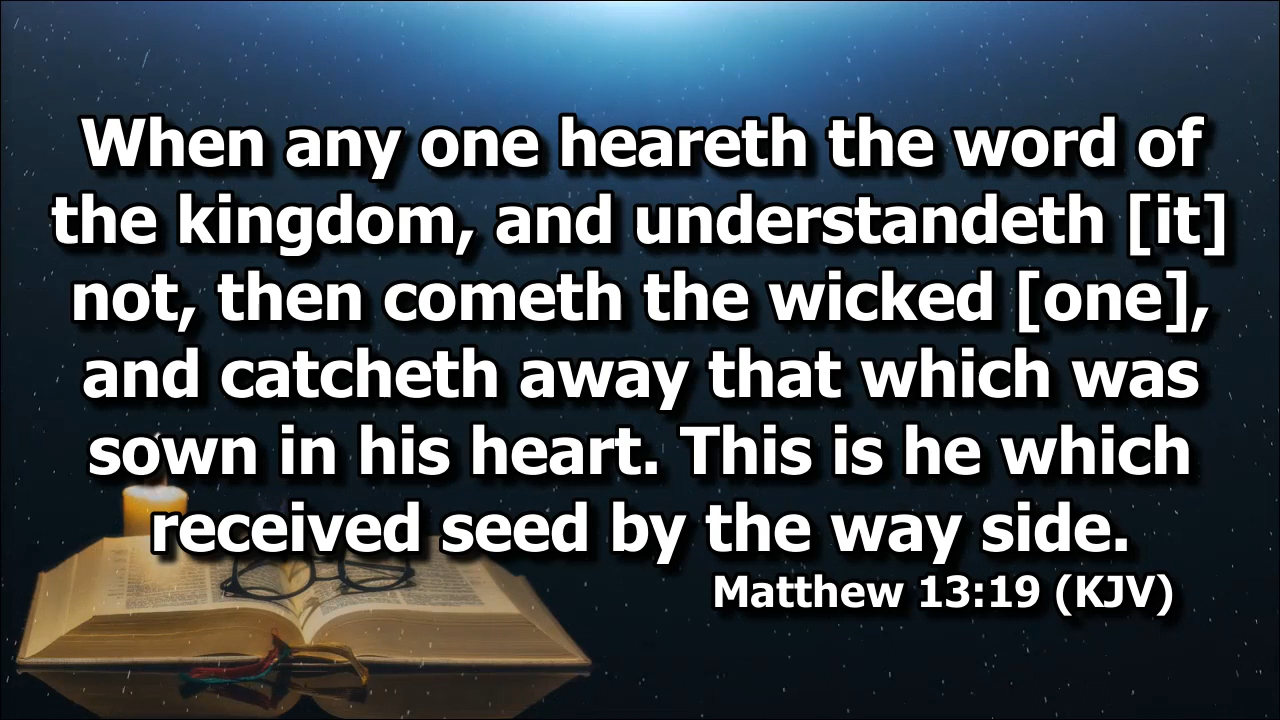 When any one heareth the word of
the kingdom, and understandeth [it]
not, then cometh the wicked [one],
and catcheth away that which was
sown in his heart. This is he which
received seed by the way side.
Matthew 13:19 (KJV)